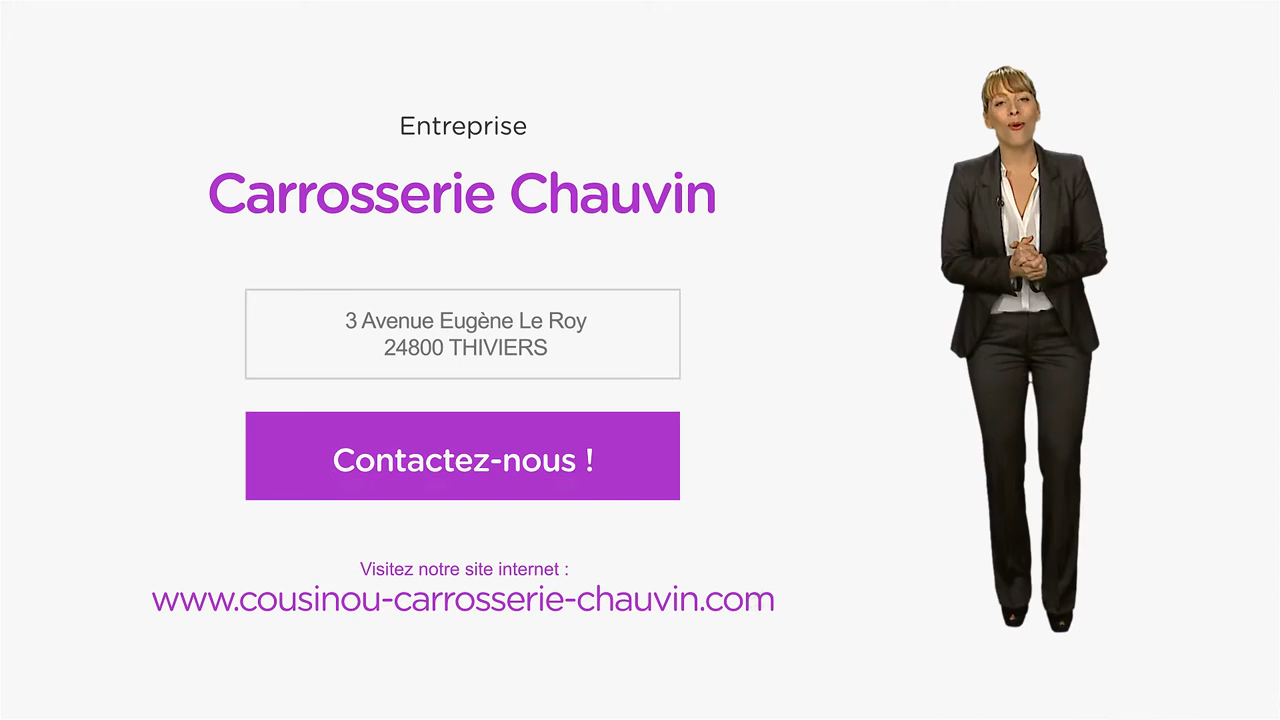 Entreprise
Carrosserie Chauvin
3 Avenue Eugène Le Roy
24800 THIVIERS
Contactez-nous !
Visitez notre site internet :
www.cousinou-carrosserie-chauvin.com